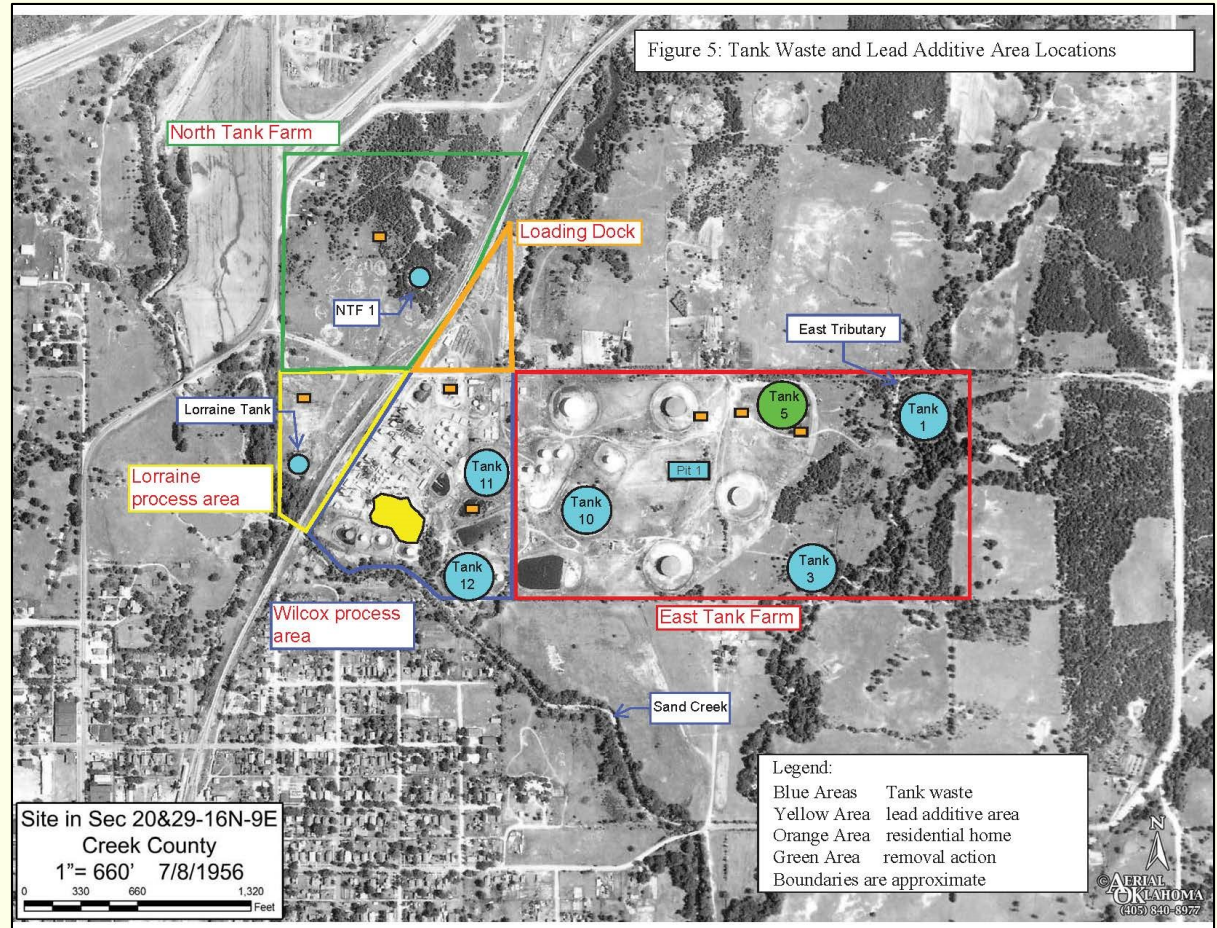 Figure 5: Tank Waste and Lead Additive Area Locations
North Tank Farm
Loading Dock
NTF 1
East Tributary
Lorraine Tank
Tank
5
Tank
1
Lorraine
process area
Tank
11
Pit 1
Tank
10
Tank
12
Tank
3
Wilcox process
area
East Tank Farm
Sand Creek
Legend:
Blue Areas Tank waste
Yellow Area lead additive area
Orange Area residential home
Green Area removal action
Boundaries are approximate
N
©AERIAL
OKLAHOMA
(405) 840-8977
Site in Sec 20&29-16N-9E
Creek County
1"= 660' 7/8/1956
0 330 660 1,320
Feet